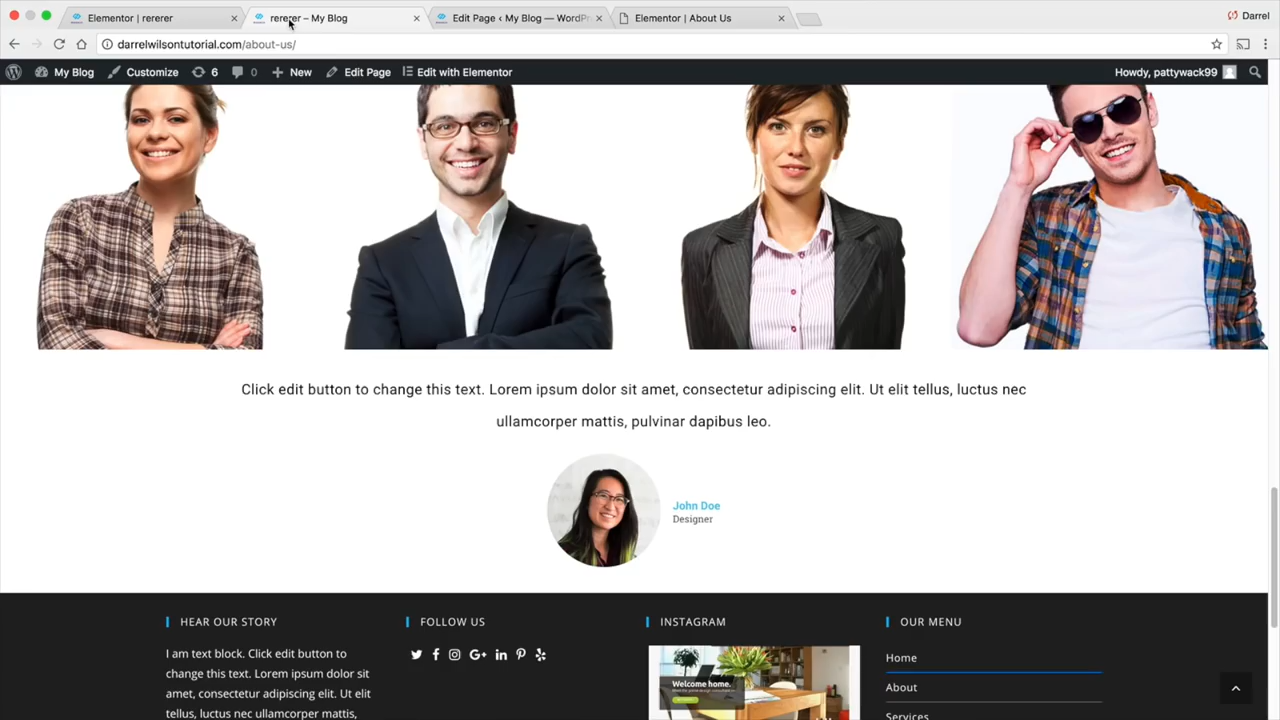 Elementor | rererer
rererer – My Blog
Edit Page ‹ My Blog — WordPr
Elementor | About Us
Darrel
darrelwilsontutorial.com/about-us/
My Blog
Customize
6
0
New
Edit Page
Edit with Elementor
Howdy, pattywack99
Click edit button to change this text. Lorem ipsum dolor sit amet, consectetur adipiscing elit. Ut elit tellus, luctus nec
ullamcorper mattis, pulvinar dapibus leo.
John Doe
Designer
HEAR OUR STORY
I am text block. Click edit button to
change this text. Lorem ipsum dolor sit
amet, consectetur adipiscing elit. Ut elit
tellus, luctus nec ullamcorper mattis,
FOLLOW US
INSTAGRAM
Welcome home.
OUR MENU
Home
About
Services